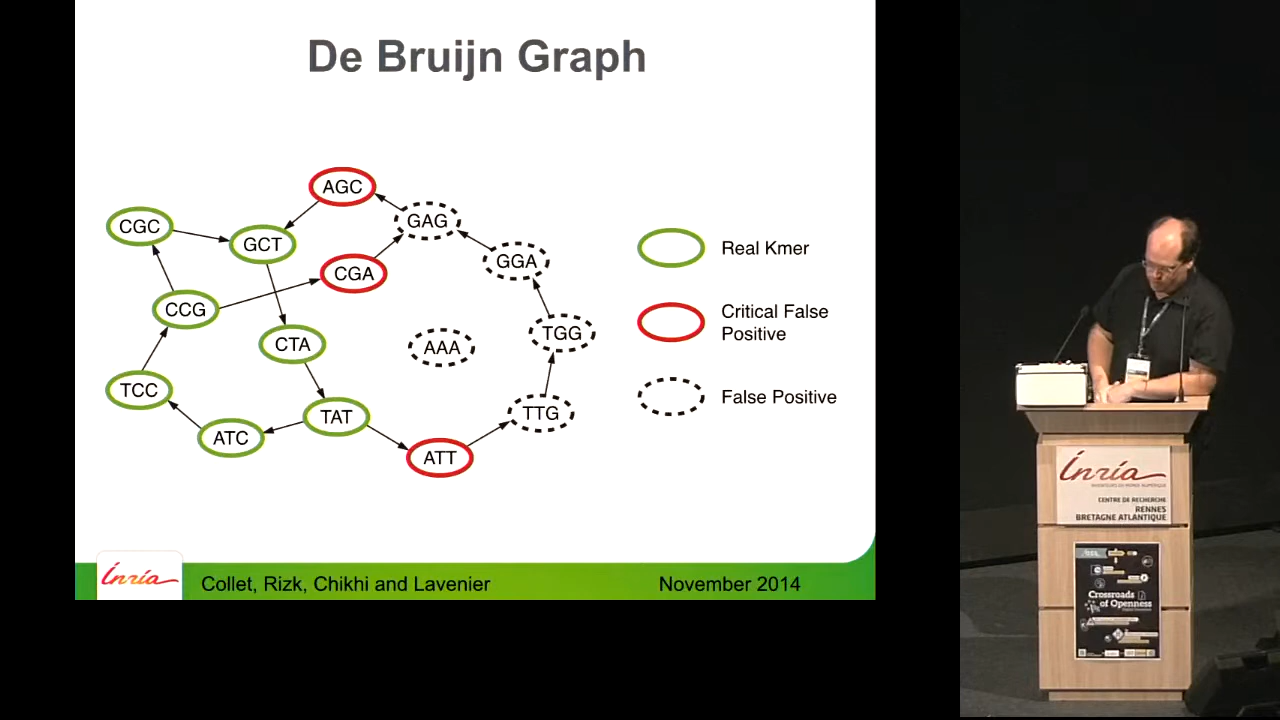 De Bruijn Graph
AGC
CGC
GAG
GCT
GGA
CGA
CCG
TGG
CTA
AAA
TCC
TTG
TAT
ATC
ATT
Real Kmer
Critical False
Positive
False Positive
Inria
Collet, Rizk, Chikhi and Lavenier
November 2014
Inria
CENTRE DE RECHERCHE
RENNES
BRETAGNE ATLANTIQUE
Crossroads
of Openness